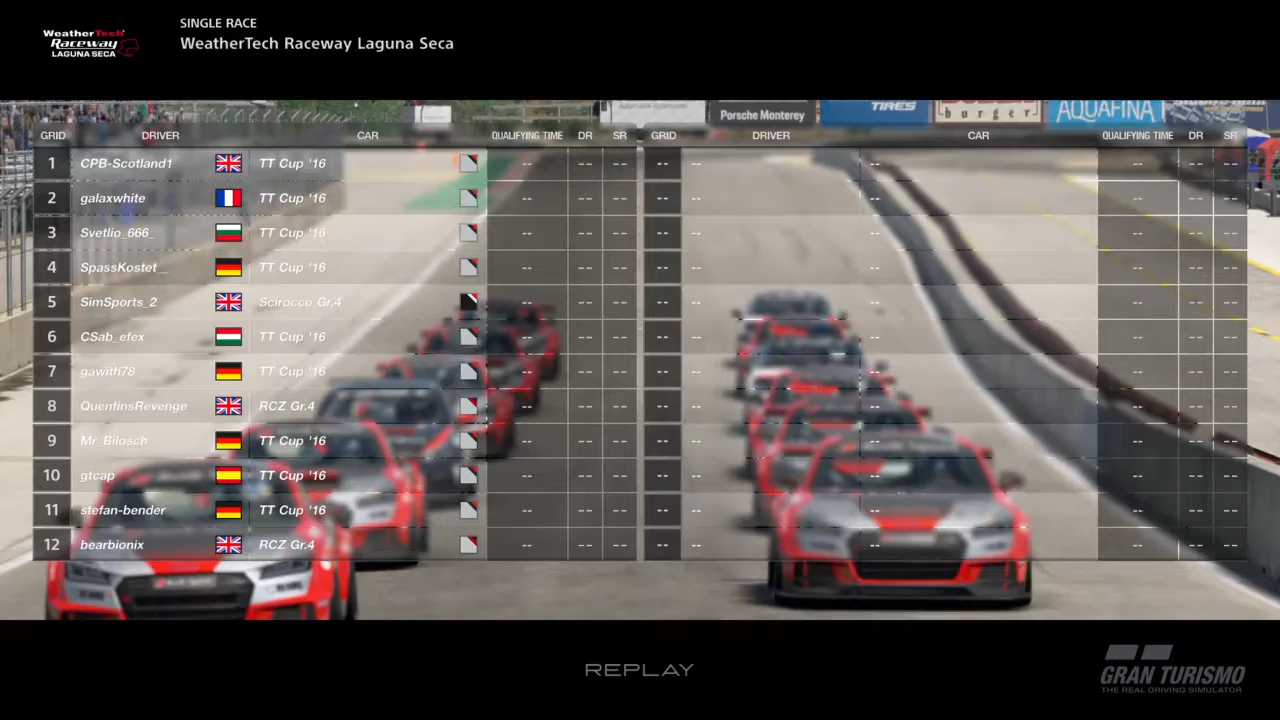 WeatherTech
Raceway
LAGUNA SECA
SINGLE RACE
WeatherTech Raceway Laguna Seca
Porsche Monterey
TIRES
burger
AQUAFINA
GRID DRIVER CAR QUALIFYING TIME DR SR GRID DRIVER CAR QUALIFYING TIME DR SR
1 CPB-Scotland1 TT Cup '16 -- -- -- -- -- -- -- -- --
2 galaxwhite TT Cup '16 -- -- -- -- -- -- -- -- --
3 Svetlio_666_ TT Cup '16 -- -- -- -- -- -- -- -- --
4 SpassKostet__ TT Cup '16 -- -- -- -- -- -- -- -- --
5 SimSports_2 Scirocco Gr.4 -- -- -- -- -- -- -- -- --
6 CSab_efex TT Cup '16 -- -- -- -- -- -- -- -- --
7 gawith78 TT Cup '16 -- -- -- -- -- -- -- -- --
8 QuentinsRevenge RCZ Gr.4 -- -- -- -- -- -- -- -- --
9 Mr_Bilosch TT Cup '16 -- -- -- -- -- -- -- -- --
10 gtcap TT Cup '16 -- -- -- -- -- -- -- -- --
11 stefan-bender TT Cup '16 -- -- -- -- -- -- -- -- --
12 bearbionix RCZ Gr.4 -- -- -- -- -- -- -- -- --
REPLAY
GRAN TURISMO
THE REAL DRIVING SIMULATOR